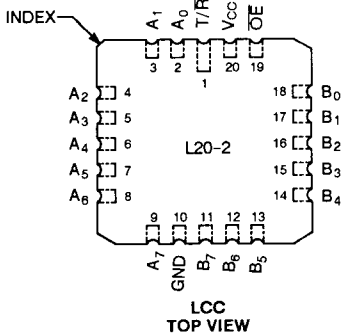 INDEX
A1 A0 T/R̅ VCC O̅E̅
3 2 1 20 19
A2 4 18 B0
A3 5 17 B1
A4 6 L20-2 16 B2
A5 7 15 B3
A6 8 14 B4
9 10 11 12 13
A7 GND B7 B6 B5
LCC
TOP VIEW